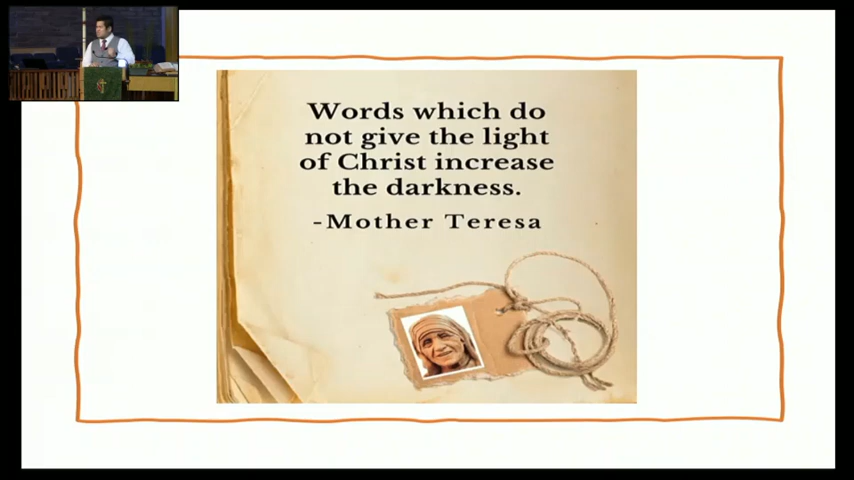 Words which do
not give the light
of Christ increase
the darkness.
-Mother Teresa